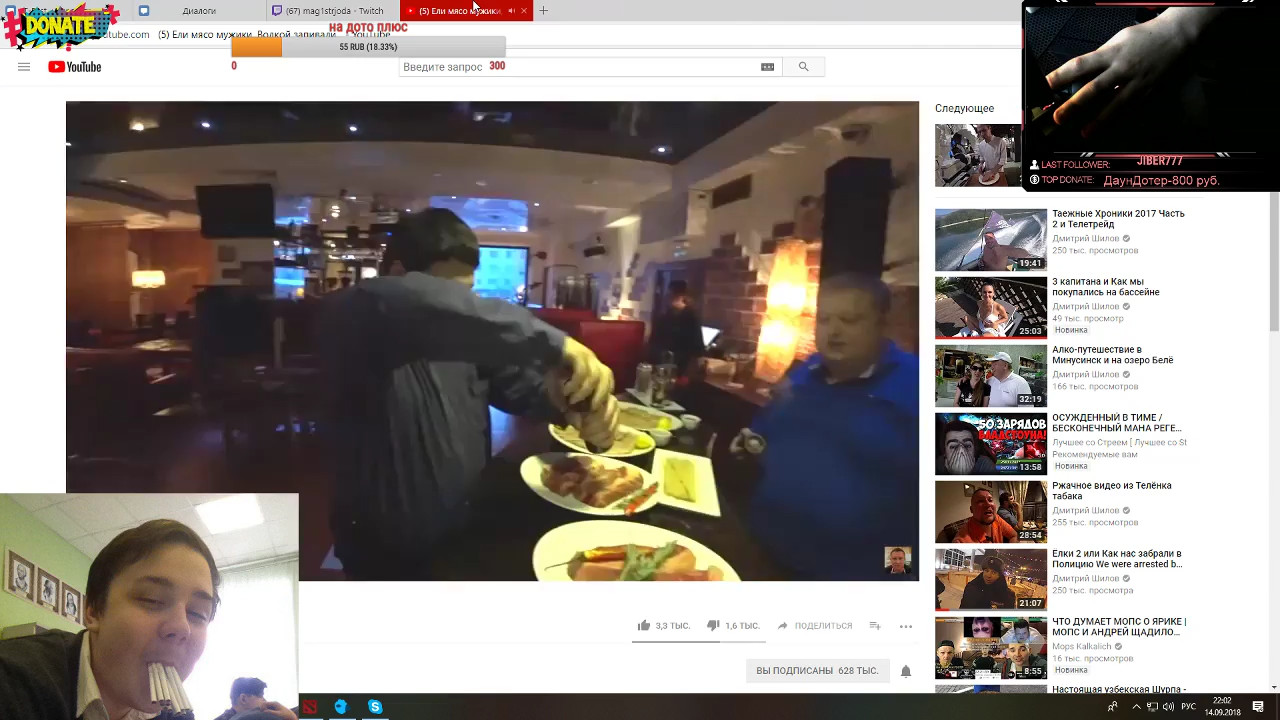 DONATE
Диалоги
(67) mag1strjode - Twitch
(5) Ели мясо мужики,
на дото плюс
(5) Ели мясо мужики, Водкой запивали
YouTube
55 RUB (18.33%)
0
300
YouTube
Введите запрос
Следующее
LAST FOLLOWER: JIBER777
TOP DONATE: ДаунДотер-800 руб.
Таежные Хроники 2017 Часть
2 и Телетрейд
Дмитрий Шилов
250 тыс. просмотров
19:41
3 капитана и Как мы
покупались на бассейне
Дмитрий Шилов
49 тыс. просмотр
Новинка
25:03
Алко-путешествие в
Минусинск и на озеро Белё
Дмитрий Шилов
166 тыс. просмотров
32:19
ОСУЖДЕННЫЙ В ТИМЕ /
БЕСКОНЕЧНЫЙ МАНА РЕГЕ...
Лучшее со Стреем [ Лучшее со St
Рекомендуемые вам
Новинка
50 ЗАРЯДОВ
БЛАДСТОУНА!
13:58
Ржачное видео из Телёнка
табака
Дмитрий Шилов
255 тыс. просмотров
28:54
Елки 2 или Как нас забрали в
Полицию We were arrested b...
Дмитрий Шилов
250 тыс. просмотра
21:07
ЧТО ДУМАЕТ МОПС О ЯРИКЕ |
МОПС И АНДРЕЙ ЩАДИЛО...
Mops Kalkalich
16 тыс. просмотров
Новинка
8:55
Настоящая узбекская Шурпа -
3,3 ТЫС.
1,6 ТЫС.
ПОДЕЛИТЬСЯ
ВЫ ПОДПИСАНЫ 628 ТЫС.
РУС
22:02
14.09.2018